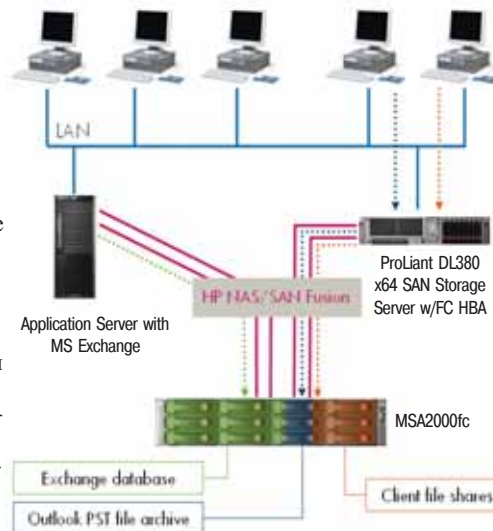 LAN
Application Server with
MS Exchange
HP NAS/SAN Fusion
ProLiant DL380
x64 SAN Storage
Server w/FC HBA
MSA2000fc
Exchange database
Outlook PST file archive
Client file shares